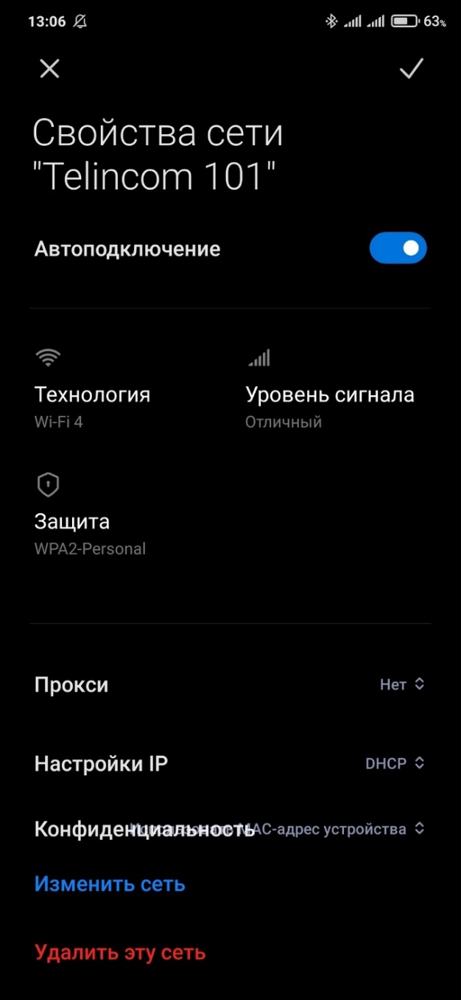 13:06 63%
Свойства сети
"Telincom 101"
Автоподключение
Технология Уровень сигнала
Wi-Fi 4 Отличный
Защита
WPA2-Personal
Прокси Нет
Настройки IP DHCP
Конфиденциальность Использовать MAC-адрес устройства
Изменить сеть
Удалить эту сеть